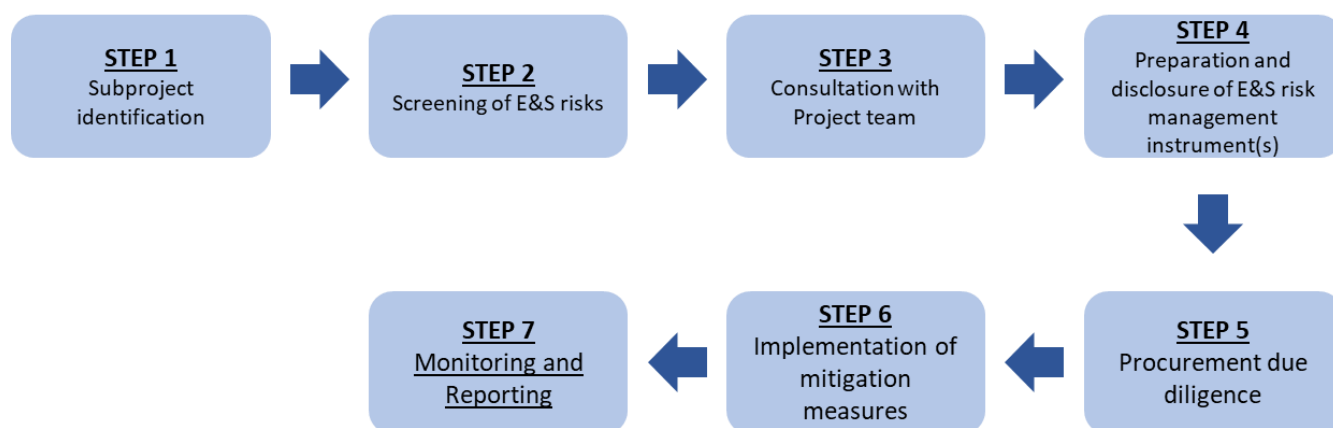 STEP 1
Subproject
identification
STEP 2
Screening of E&S risks
STEP 3
Consultation with
Project team
STEP 4
Preparation and
disclosure of E&S risk
management
instrument(s)
STEP 5
Procurement due
diligence
STEP 6
Implementation of
mitigation
measures
STEP 7
Monitoring and
Reporting